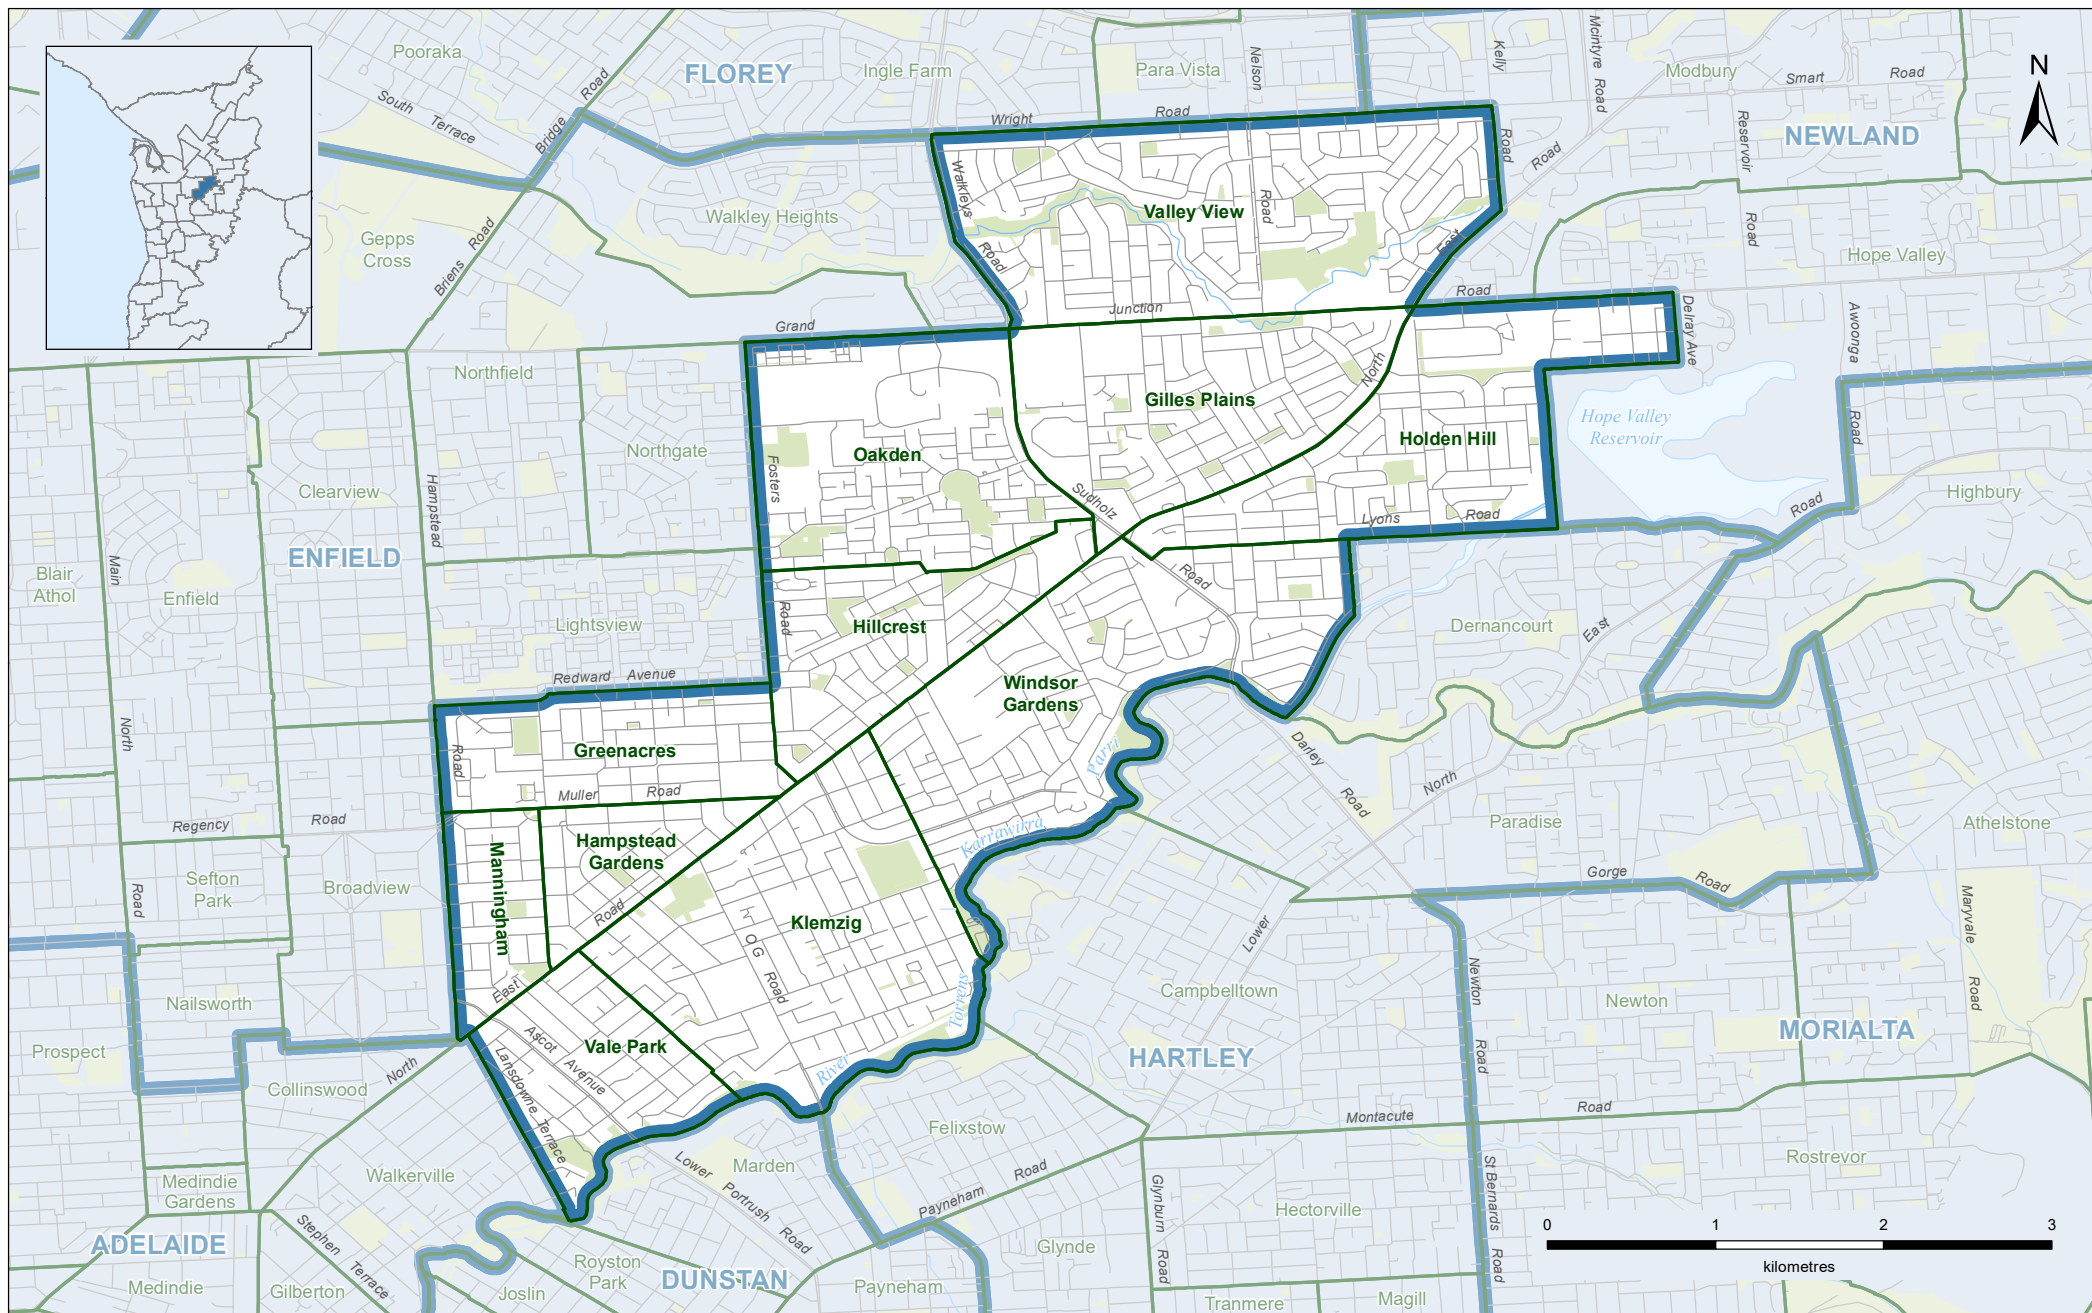 Pooraka
FLOREY
Ingle Farm
Para Vista
Nelson
Kelly
Mcintyre Road
Modbury
Smart Road
N
South Terrace
Bridge Road
Wright Road
Road
Road
Reservoir
NEWLAND
Walkleys
Walkley Heights
Valley View
Road
Road
Gepps
Cross
Briens Road
Road
East
Hope Valley
Grand
Junction
Road
Delray Ave
Awoonga
Northfield
North
Gilles Plains
Hope Valley
Reservoir
Road
Holden Hill
Northgate
Oakden
Clearview
Hampstead
Fosters
Sudholz
Lyons Road
Road
Highbury
ENFIELD
Main
Blair
Athol
Enfield
Road
Road
Lightsview
Hillcrest
Dernancourt
East
Redward Avenue
Windsor
Gardens
North
Road
Greenacres
Parri
Darley
Muller Road
North
Road
Regency Road
Karrawirra
Paradise
Athelstone
Hampstead
Gardens
Manningham
Sefton
Park
Broadview
Road
Gorge Road
Road
Klemzig
O G Road
Lower
Maryvale
Road
Nailsworth
East
Torrens
Campbelltown
Newton
Road
Newton
MORIALTA
Prospect
Ascot Avenue
Vale Park
HARTLEY
Lansdowne Terrace
River
Collinswood
North
Felixstow
Montacute Road
Walkerville
Marden
Rostrevor
Medindie
Gardens
Lower Portrush Road
Payneham Road
Glynburn
Road
St Bernards
Road
Hectorville
Stephen Terrace
ADELAIDE
Glynde
0 1 2 3
kilometres
Medindie
Gilberton
Joslin
Royston
Park
DUNSTAN
Payneham
Tranmere
Magill